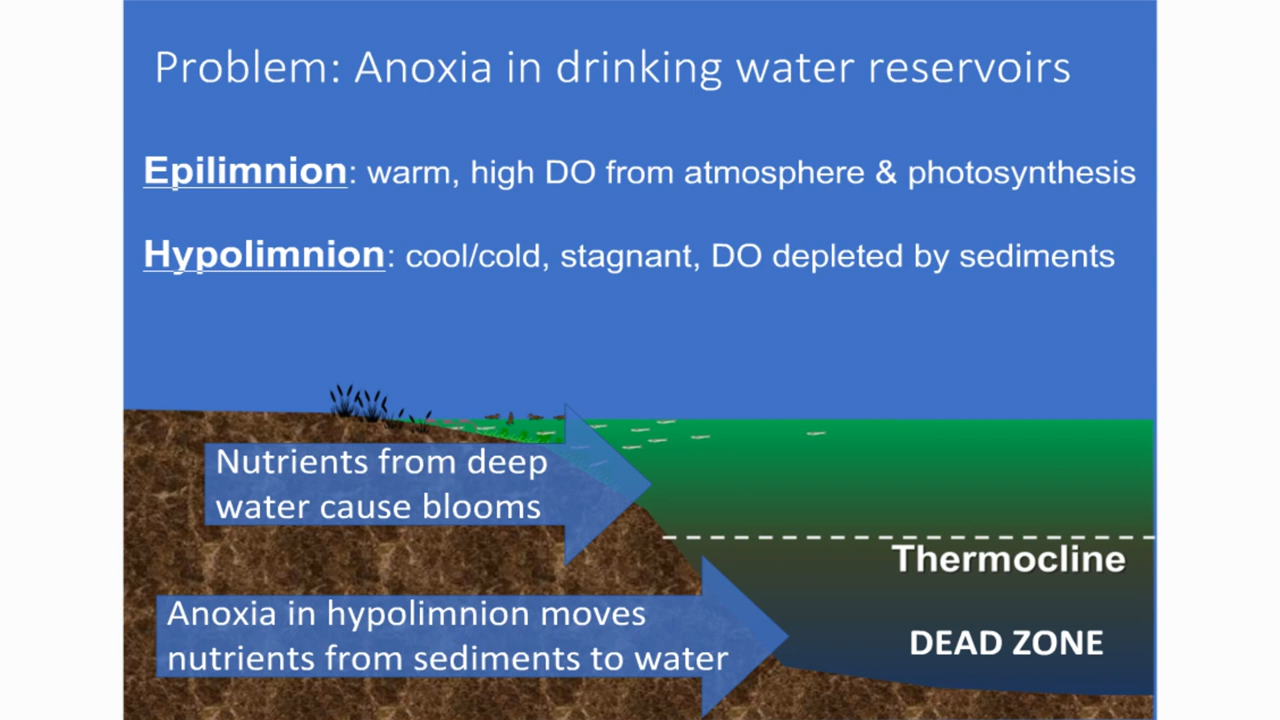 Problem: Anoxia in drinking water reservoirs
Epilimnion: warm, high DO from atmosphere & photosynthesis
Hypolimnion: cool/cold, stagnant, DO depleted by sediments
Nutrients from deep
water cause blooms
Thermocline
Anoxia in hypolimnion moves
nutrients from sediments to water
DEAD ZONE